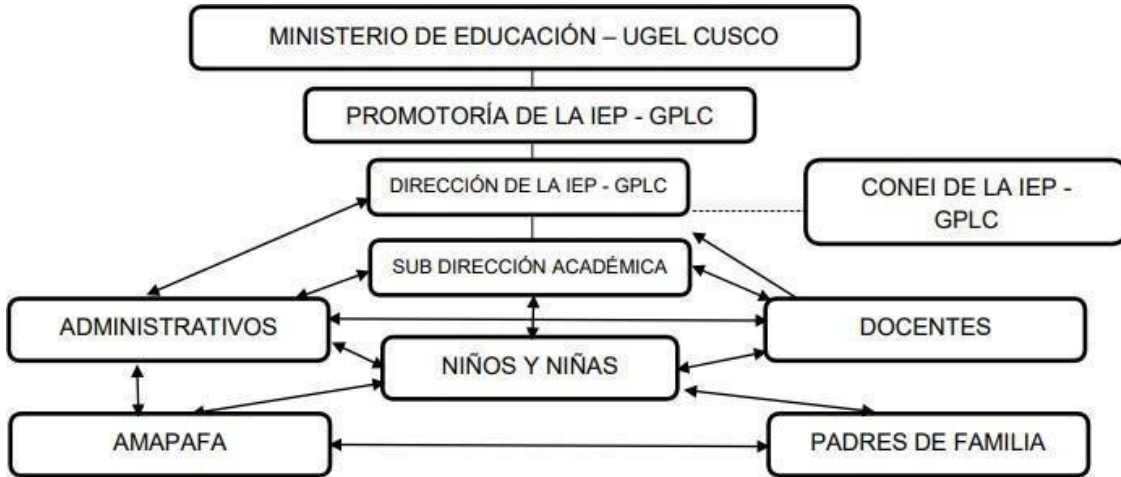 MINISTERIO DE EDUCACIÓN – UGEL CUSCO
PROMOTORÍA DE LA IEP - GPLC
DIRECCIÓN DE LA IEP - GPLC
CONEI DE LA IEP -
GPLC
SUB DIRECCIÓN ACADÉMICA
ADMINISTRATIVOS
DOCENTES
NIÑOS Y NIÑAS
AMAPAFA
PADRES DE FAMILIA